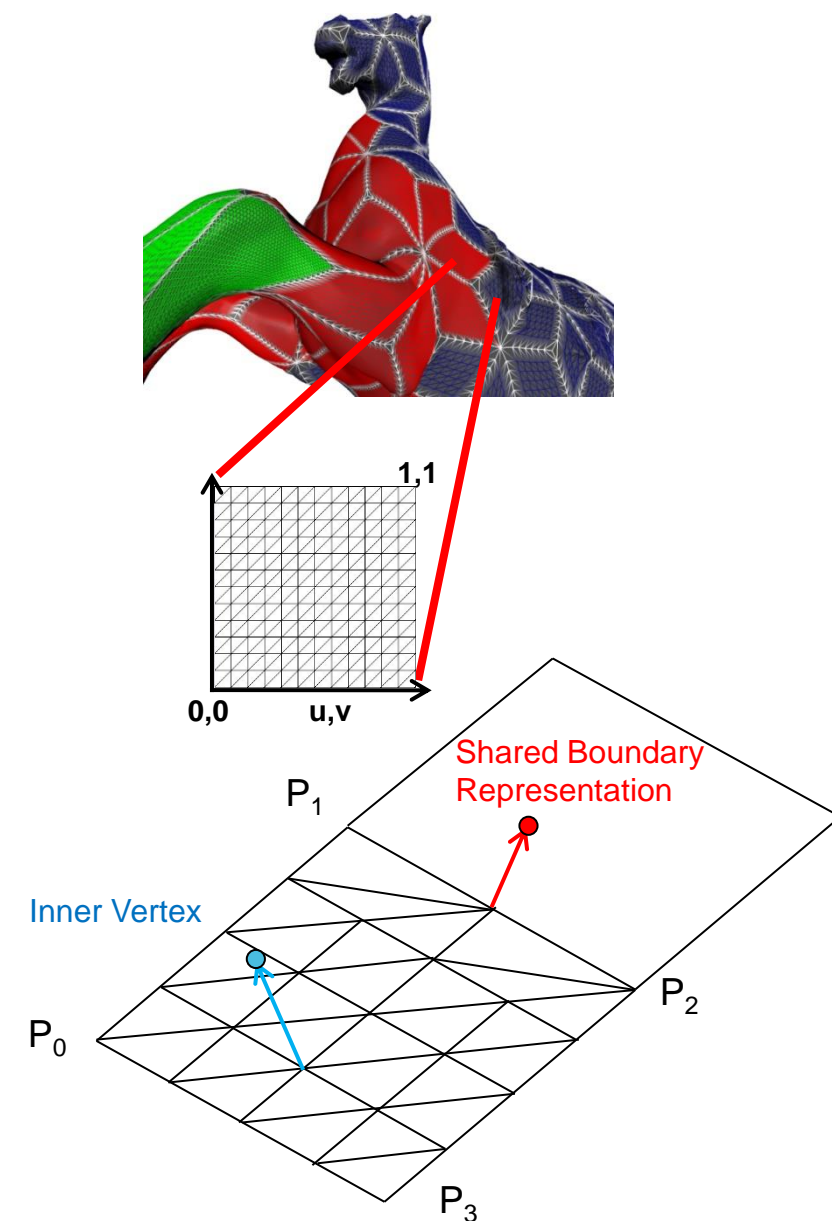 1,1
0,0
u,v
Shared Boundary
Representation
P1
Inner Vertex
P2
P0
P3